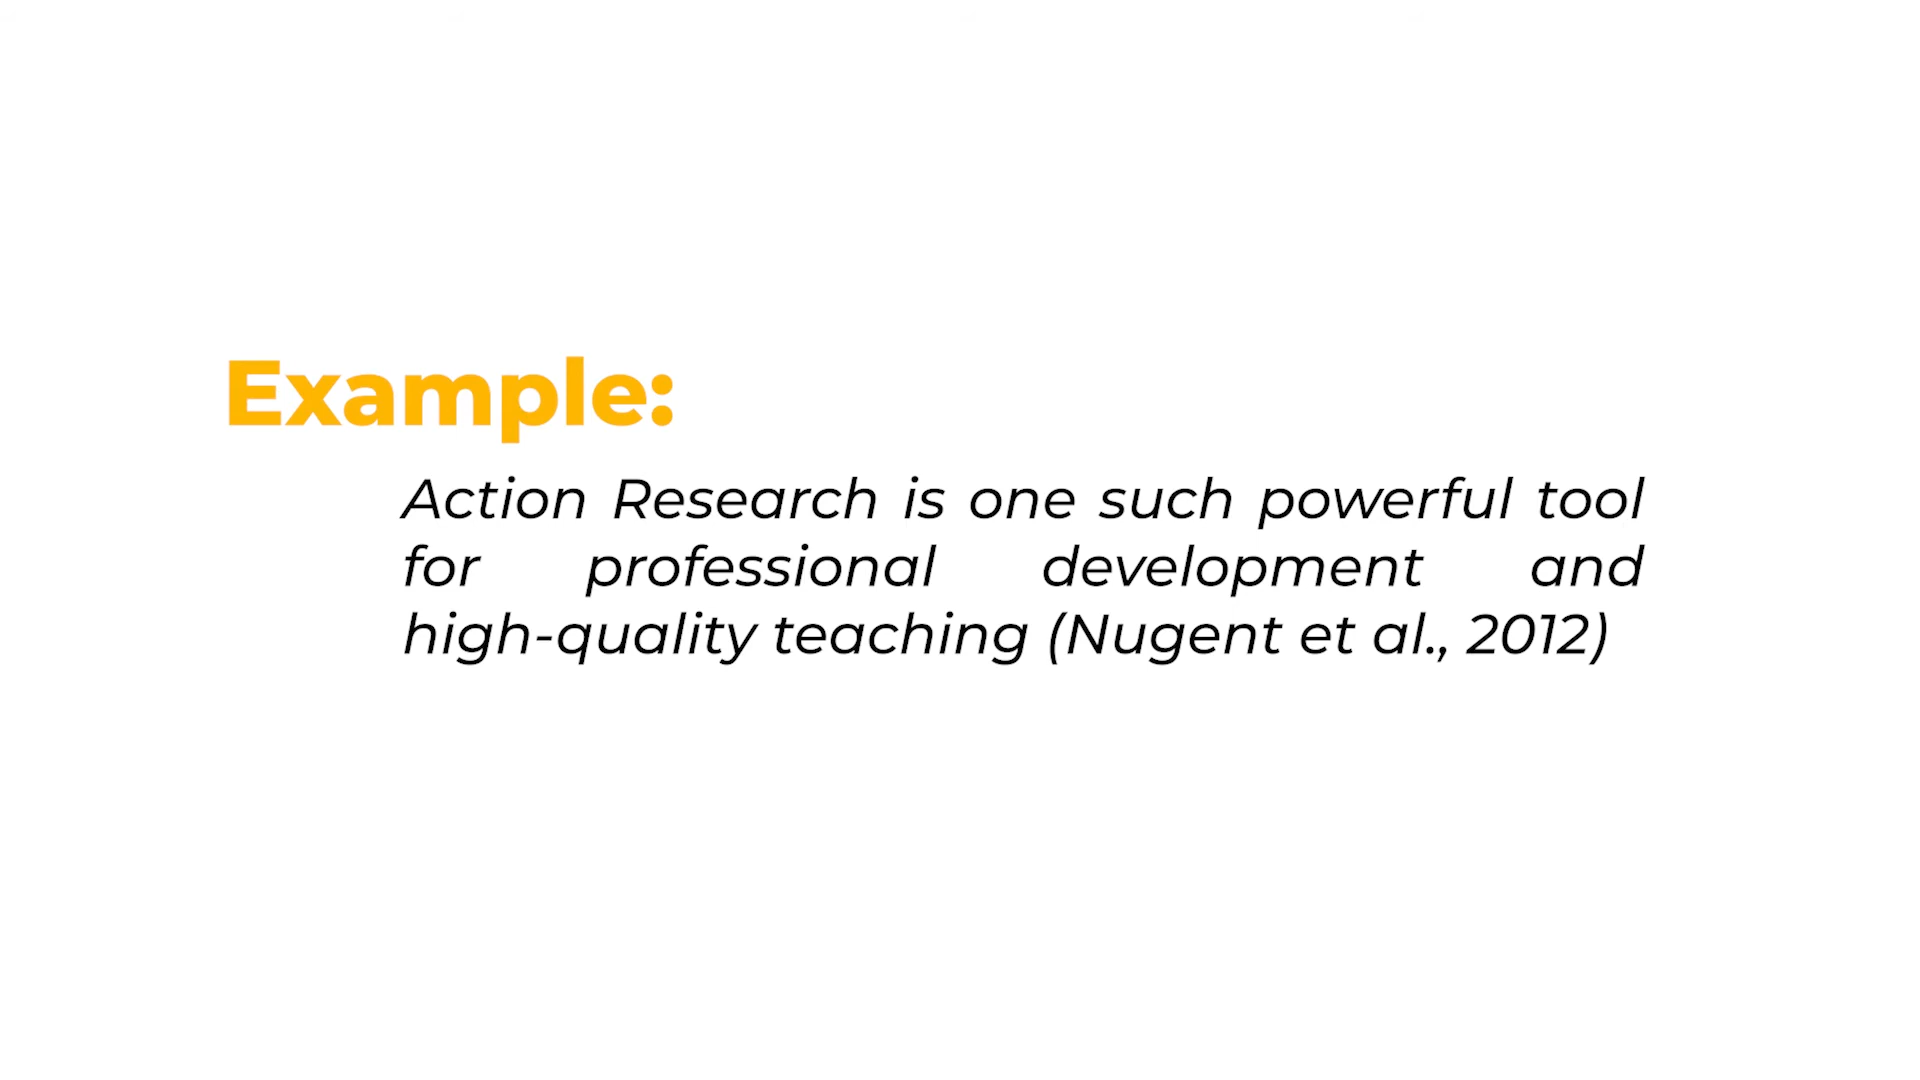 Example:
Action Research is one such powerful tool
for professional development and
high-quality teaching (Nugent et al., 2012)